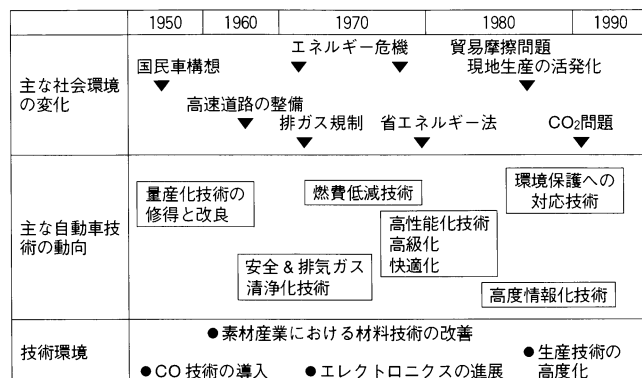 1950 1960 1970 1980 1990
主な社会環境
の変化
エネルギー危機
貿易摩擦問題
国民車構想
現地生産の活発化
高速道路の整備
排ガス規制
省エネルギー法
CO₂問題
主な自動車技
術の動向
量産化技術の
修得と改良
燃費低減技術
環境保護への
対応技術
高性能化技術
高級化
快適化
安全&排気ガス
清浄化技術
高度情報化技術
技術環境
●素材産業における材料技術の改善
●生産技術の
高度化
●CO 技術の導入
●エレクトロニクスの進展